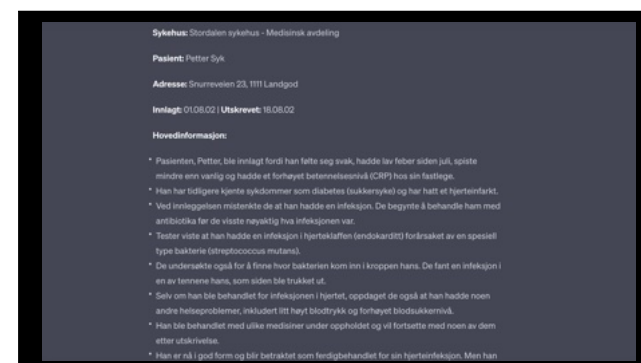 Sykehus: Stordalen sykehus - Medisinsk avdeling
Pasient: Petter Syk
Adresse: Snurreveien 23, 1111 Landgod
Innlagt: 01.08.02 | Utskrevet: 18.08.02
Hovedinformasjon:
* Pasienten, Petter, ble innlagt fordi han følte seg svak, hadde lav feber siden juli, spiste
mindre enn vanlig og hadde et forhøyet betennelsesnivå (CRP) hos sin fastlege.
* Han har tidligere kjente sykdommer som diabetes (sukkersyke) og har hatt et hjerteinfarkt.
* Ved innleggelsen mistenkte de at han hadde en infeksjon. De begynte å behandle ham med
antibiotika før de visste nøyaktig hva infeksjonen var.
* Tester viste at han hadde en infeksjon i hjerteklaffen (endokarditt) forårsaket av en spesiell
type bakterie (streptococcus mutans).
* De undersøkte også for å finne hvor bakterien kom inn i kroppen hans. De fant en infeksjon i
en av tennene hans, som siden ble trukket ut.
* Selv om han ble behandlet for infeksjonen i hjertet, oppdaget de også at han hadde noen
andre helseproblemer, inkludert litt høyt blodtrykk og forhøyet blodsukkernivå.
* Han ble behandlet med ulike medisiner under oppholdet og vil fortsette med noen av dem
etter utskrivelse.
* Han er nå i god form og blir betraktet som ferdigbehandlet for sin hjerteinfeksjon. Men han